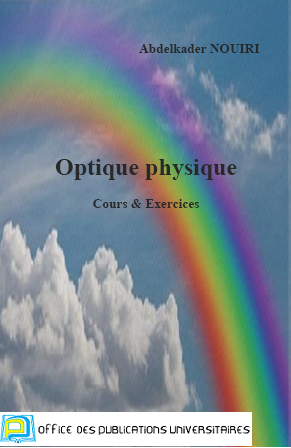 Abdelkader NOUIRI
Optique physique
Cours & Exercices
OFFICE DES PUBLICATIONS UNIVERSITAIRES